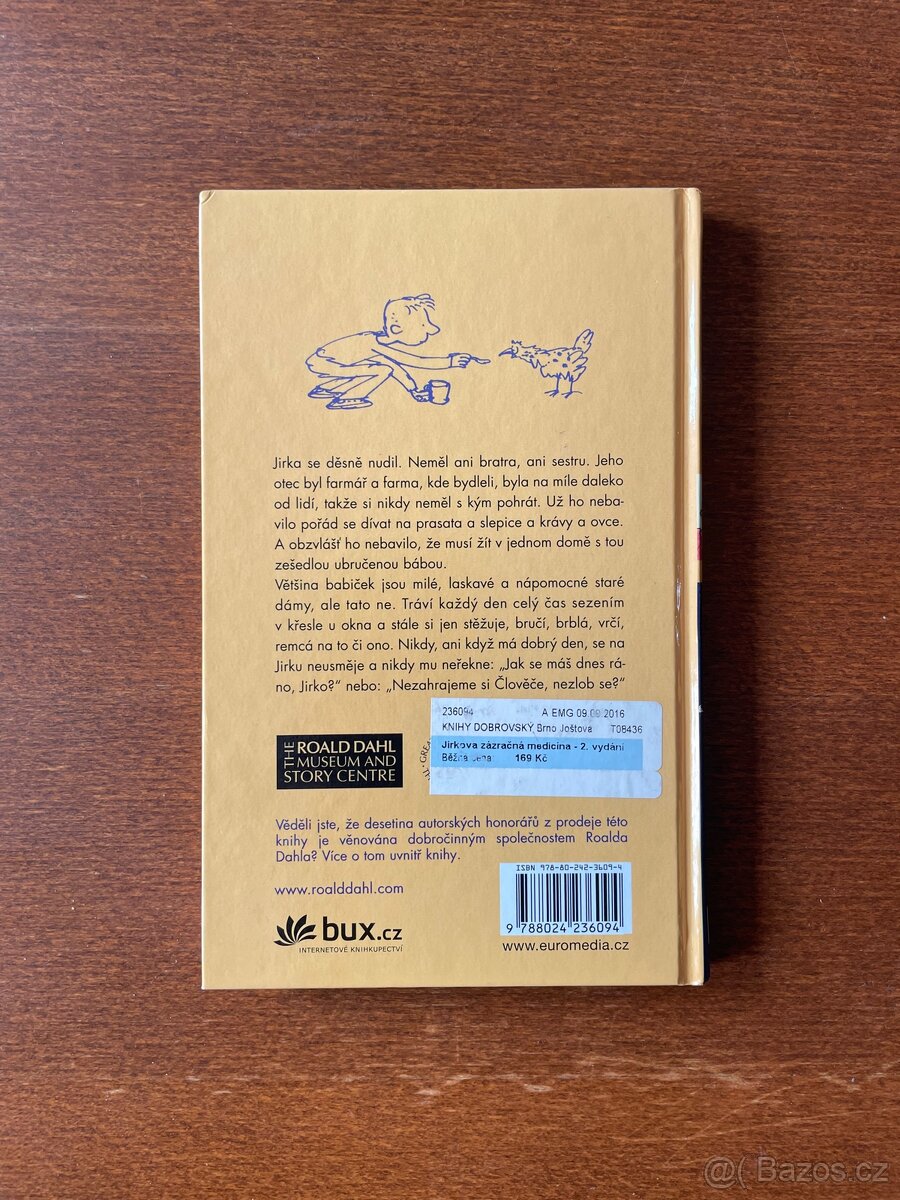 Jirka se děsně nudil. Neměl ani bratra, ani sestru. Jeho
otec byl farmář a farma, kde bydleli, byla na míle daleko
od lidí, takže si nikdy neměl s kým pohrát. Už ho neba-
vilo pořád se dívat na prasata a slepice a krávy a ovce.
A obzvlášť ho nebavilo, že musí žít v jednom domě s tou
zešedlou ubručenou bábou.
Většina babiček jsou milé, laskavé a nápomocné staré
dámy, ale tato ne. Tráví každý den celý čas sezením
v křesle u okna a stále si jen stěžuje, bručí, brblá, vrčí,
remcá na to či ono. Nikdy, ani když má dobrý den, se na
Jirku neusměje a nikdy mu neřekne: „Jak se máš dnes rá-
no, Jirko?“ nebo: „Nezahrajeme si Člověče, nezlob se?“
236094 A EMG 09.09.2016
KNIHY DOBROVSKÝ Brno Joštova T08436
Jirkova zázračná medicína - 2. vydání
Běžná cena: 169 Kč
THE ROALD DAHL
MUSEUM AND
STORY CENTRE
Věděli jste, že desetina autorských honorářů z prodeje této
knihy je věnována dobročinným společnostem Roalda
Dahla? Více o tom uvnitř knihy.
www.roalddahl.com
bux.cz
INTERNETOVÉ KNIHKUPECTVÍ
ISBN 978-80-242-3609-4
9 788024 236094
www.euromedia.cz
@( Bazos.cz